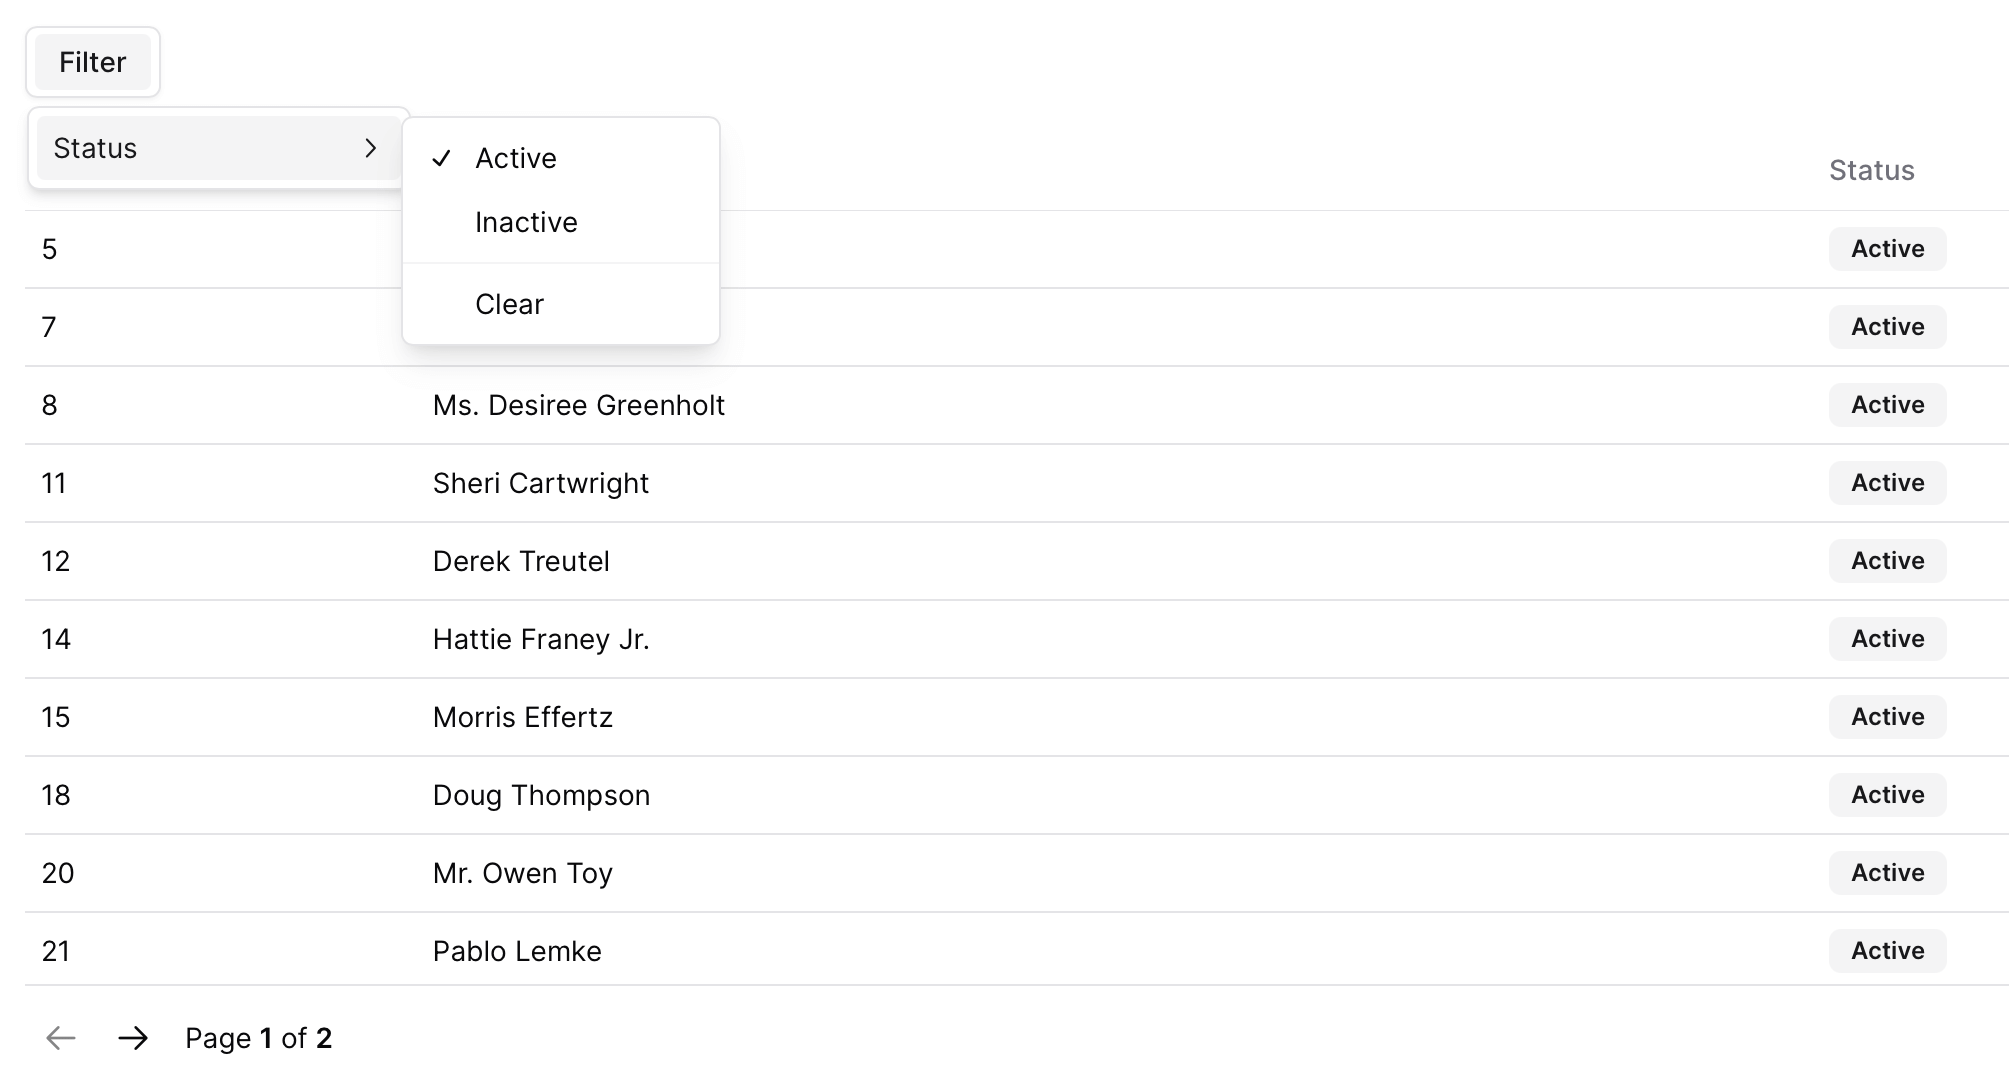 Filter
Status
Active
Inactive
Clear
Status
5 Active
7 Active
8 Ms. Desiree Greenholt Active
11 Sheri Cartwright Active
12 Derek Treutel Active
14 Hattie Franey Jr. Active
15 Morris Effertz Active
18 Doug Thompson Active
20 Mr. Owen Toy Active
21 Pablo Lemke Active
Page 1 of 2